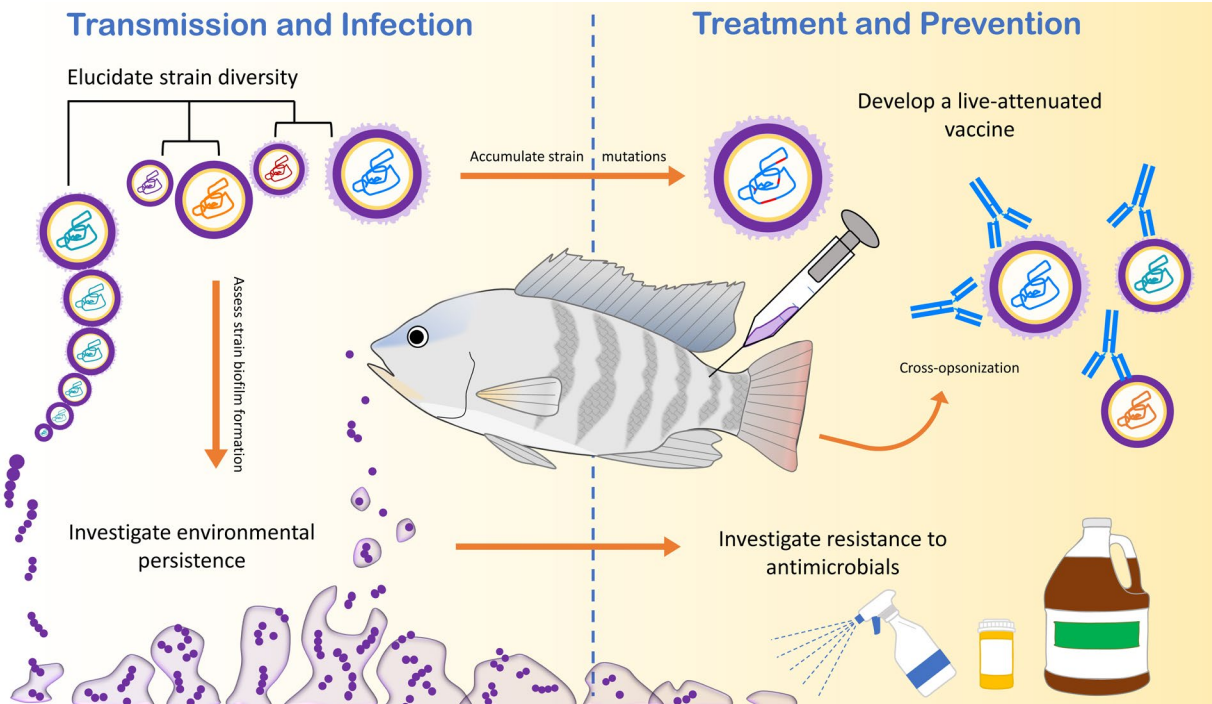 Transmission and Infection
Treatment and Prevention
Elucidate strain diversity
Develop a live-attenuated
vaccine
Accumulate strain mutations
Assess strain biofilm formation
Cross-opsonization
Investigate environmental
persistence
Investigate resistance to
antimicrobials